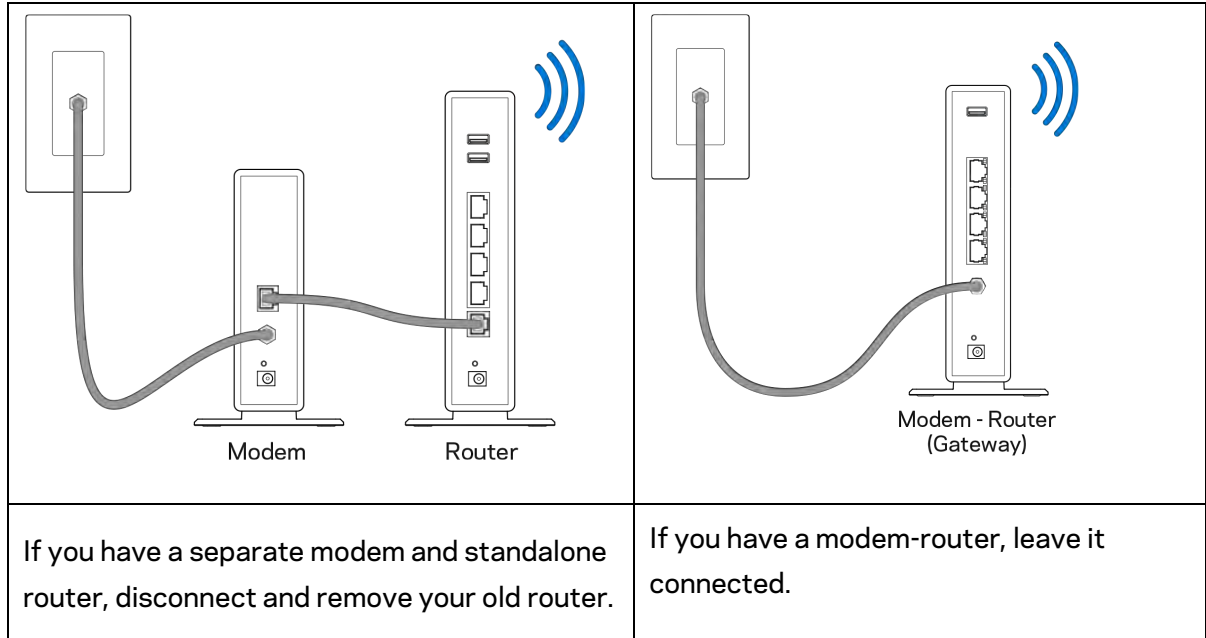 Modem
Router
Modem - Router
(Gateway)
If you have a separate modem and standalone
router, disconnect and remove your old router.
If you have a modem-router, leave it
connected.